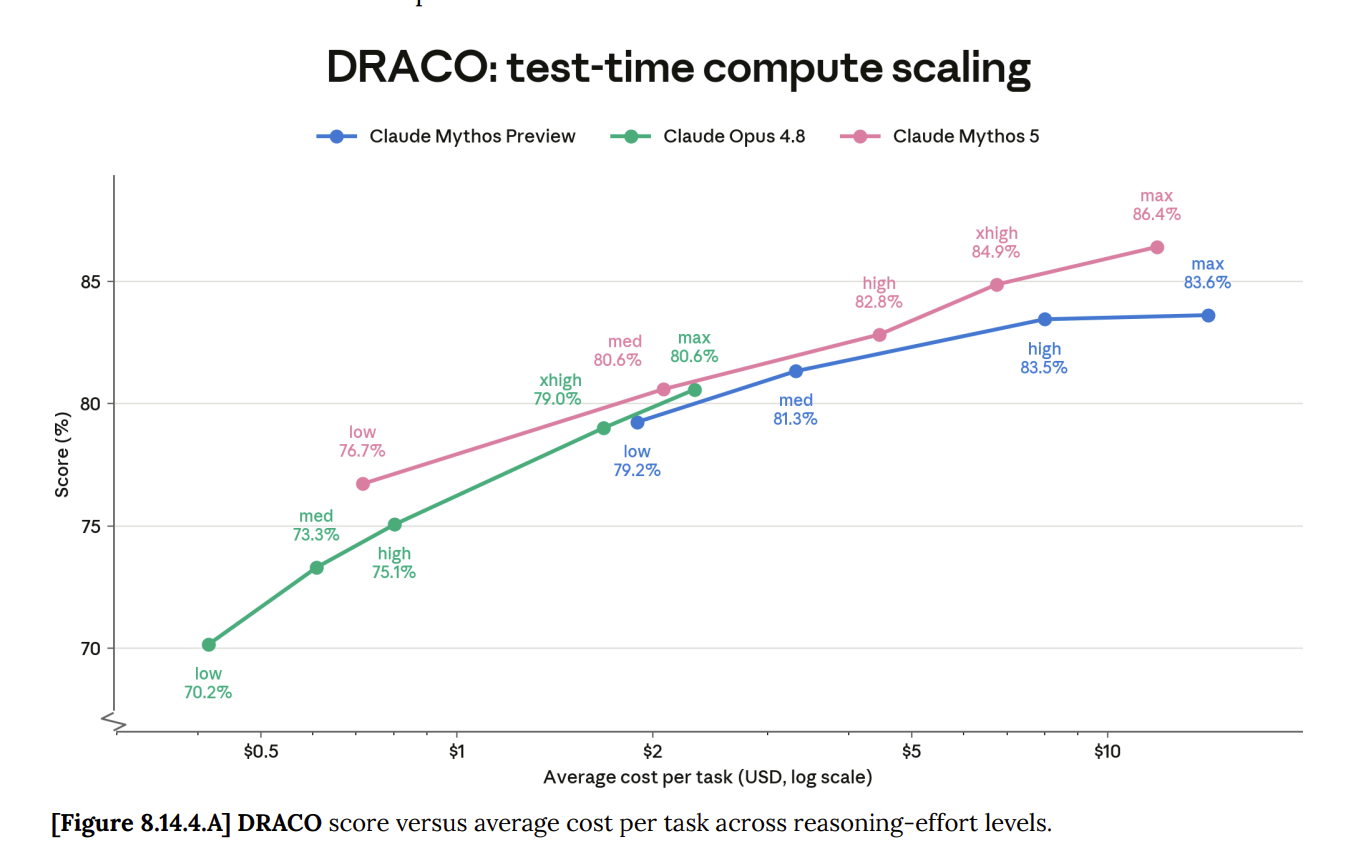 DRACO: test-time compute scaling
Claude Mythos Preview
Claude Opus 4.8
Claude Mythos 5
max
86.4%
xhigh
84.9%
max
83.6%
85
high
82.8%
med
80.6%
max
80.6%
high
83.5%
xhigh
79.0%
80
med
81.3%
low
76.7%
low
79.2%
Score (%)
med
73.3%
75
high
75.1%
70
low
70.2%
$0.5
$1
$2
$5
$10
Average cost per task (USD, log scale)
[Figure 8.14.4.A] DRACO score versus average cost per task across reasoning-effort levels.